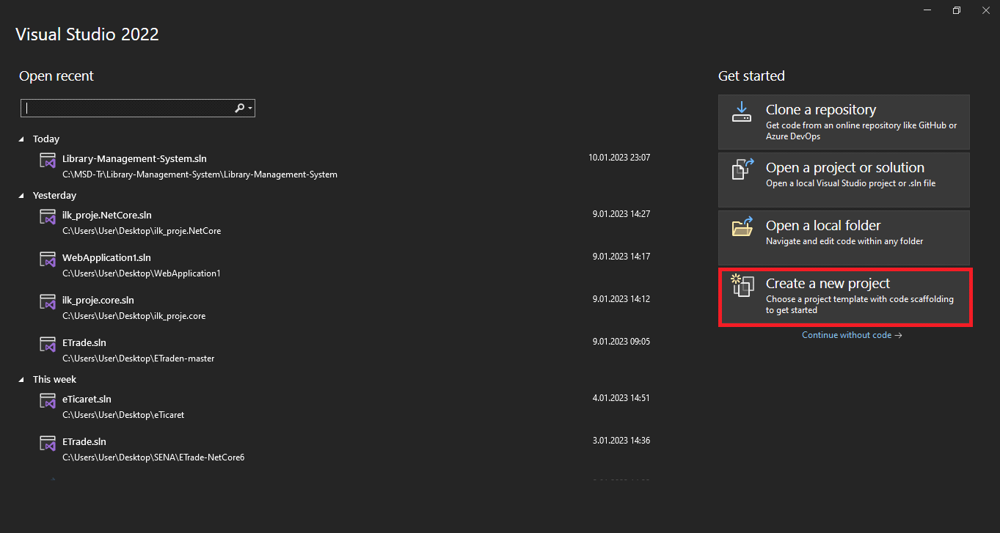 Visual Studio 2022
Open recent
Today
Library-Management-System.sln
10.01.2023 23:07
C:\MSD-Tr\Library-Management-System\Library-Management-System
Yesterday
ilk_proje.NetCore.sln
9.01.2023 14:27
C:\Users\User\Desktop\ilk_proje.NetCore
WebApplication1.sln
9.01.2023 14:17
C:\Users\User\Desktop\WebApplication1
ilk_proje.core.sln
9.01.2023 14:12
C:\Users\User\Desktop\ilk_proje.core
ETrade.sln
9.01.2023 09:05
C:\Users\User\Desktop\ETraden-master
This week
eTicaret.sln
4.01.2023 14:51
C:\Users\User\Desktop\eTicaret
ETrade.sln
3.01.2023 14:36
C:\Users\User\Desktop\SENA\ETrade-NetCore6
Get started
Clone a repository
Get code from an online repository like GitHub or
Azure DevOps
Open a project or solution
Open a local Visual Studio project or .sln file
Open a local folder
Navigate and edit code within any folder
Create a new project
Choose a project template with code scaffolding
to get started
Continue without code →